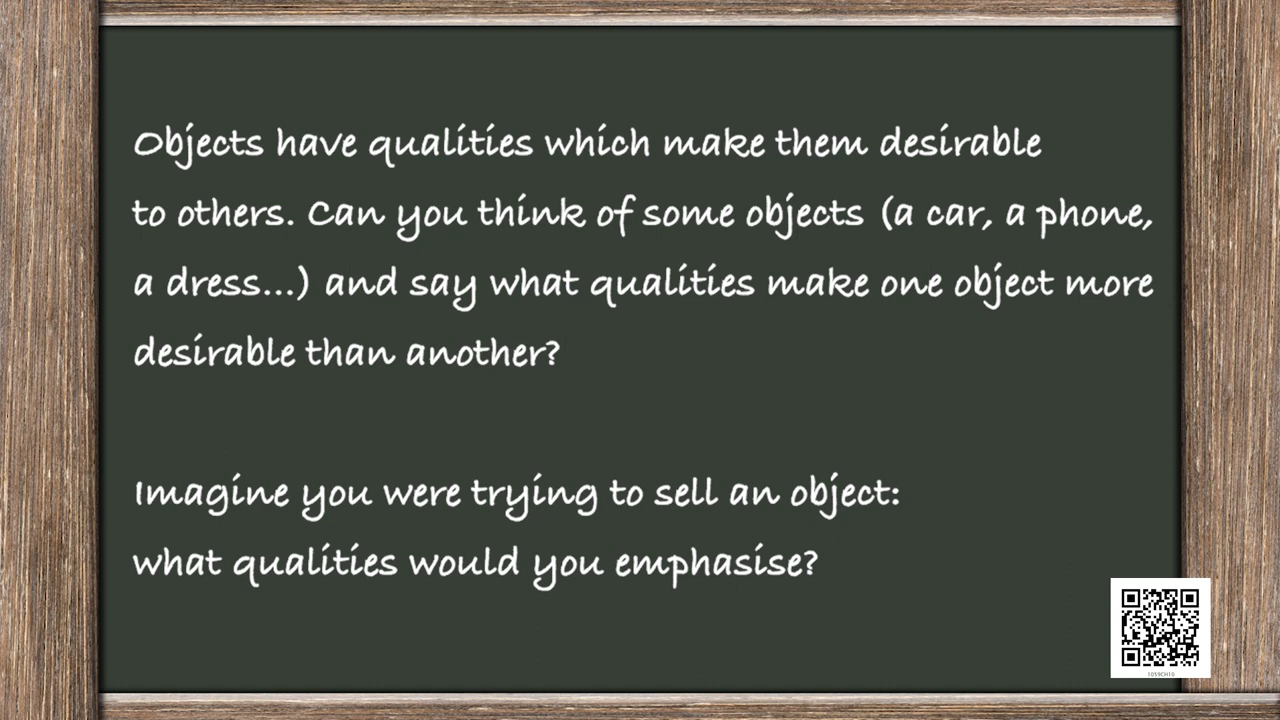 Objects have qualities which make them desirable
to others. Can you think of some objects (a car, a phone,
a dress...) and say what qualities make one object more
desirable than another?
Imagine you were trying to sell an object:
what qualities would you emphasise?
1059CH10